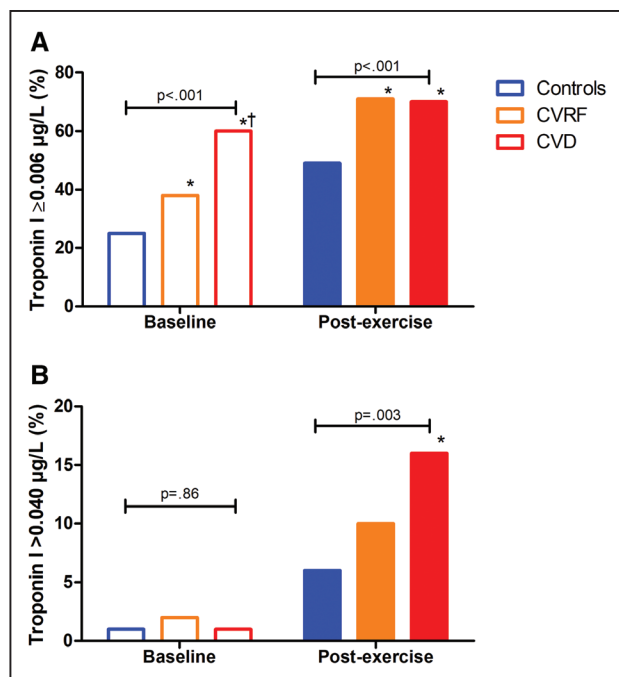 A
Troponin I ≥0.006 µg/L (%)
80
60
40
20
0
p<.001
*
*†
p<.001
*
*
Baseline
Post-exercise
Controls
CVRF
CVD
B
Troponin I >0.040 µg/L (%)
20
15
10
5
0
p=.86
p=.003
*
Baseline
Post-exercise